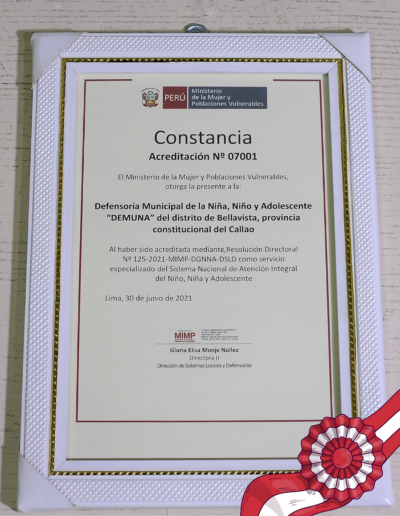 PERÚ
Ministerio
de la Mujer y
Poblaciones Vulnerables
Constancia
Acreditación Nº 07001
El Ministerio de la Mujer y Poblaciones Vulnerables,
otorga la presente a la:
Defensoría Municipal de la Niña, Niño y Adolescente
“DEMUNA” del distrito de Bellavista, provincia
constitucional del Callao
Al haber sido acreditada mediante,Resolución Directoral
Nº 125-2021-MIMP-DGNNA-DSLD como servicio
especializado del Sistema Nacional de Atención Integral
del Niño, Niña y Adolescente
Lima, 30 de junio de 2021
MIMP
Gloria Elisa Monje Núñez
Directora II
Dirección de Sistemas Locales y Defensorías